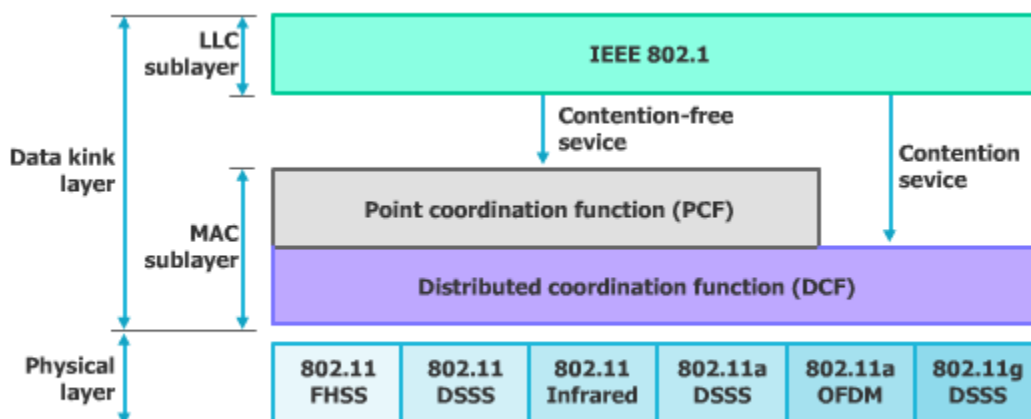 LLC
sublayer
IEEE 802.1
Contention-free
sevice
Data kink
layer
Contention
sevice
Point coordination function (PCF)
MAC
sublayer
Distributed coordination function (DCF)
Physical
layer
802.11
FHSS
802.11
DSSS
802.11
Infrared
802.11a
DSSS
802.11a
OFDM
802.11g
DSSS